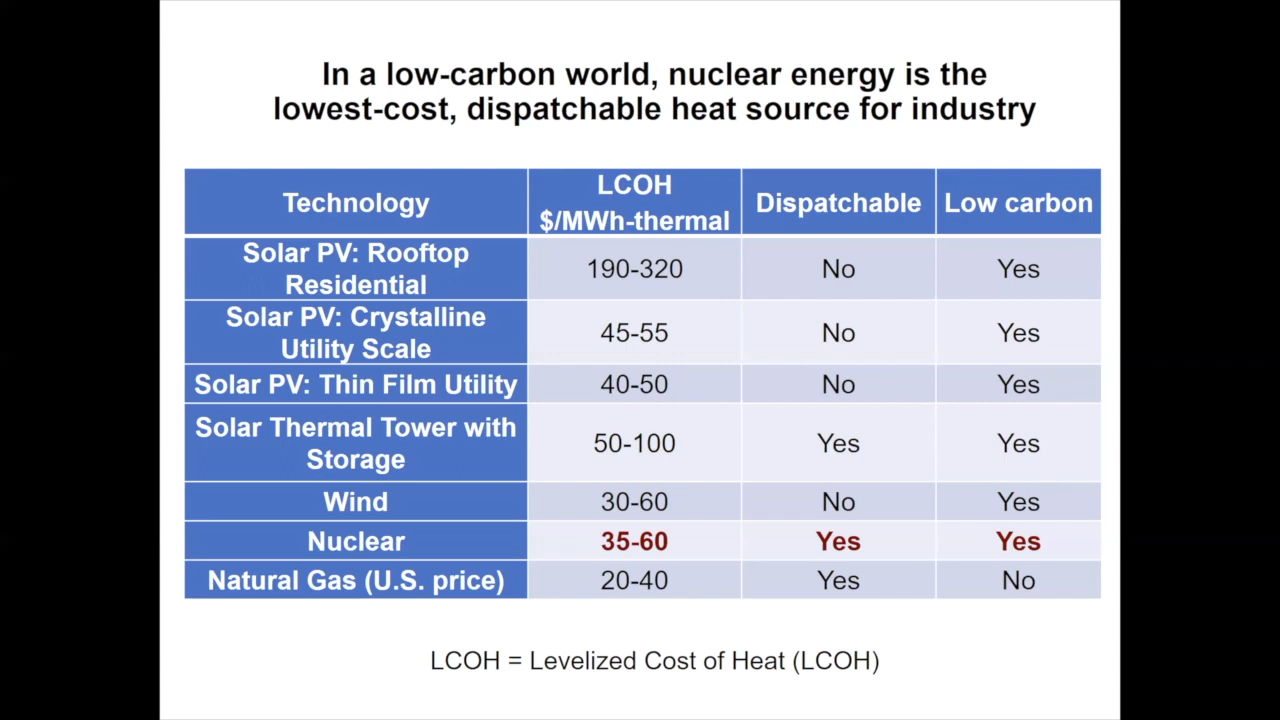 In a low-carbon world, nuclear energy is the
lowest-cost, dispatchable heat source for industry
Technology
LCOH
$/MWh-thermal
Dispatchable
Low carbon
Solar PV: Rooftop
Residential
190-320
No
Yes
Solar PV: Crystalline
Utility Scale
45-55
No
Yes
Solar PV: Thin Film Utility
40-50
No
Yes
Solar Thermal Tower with
Storage
50-100
Yes
Yes
Wind
30-60
No
Yes
Nuclear
35-60
Yes
Yes
Natural Gas (U.S. price)
20-40
Yes
No
LCOH = Levelized Cost of Heat (LCOH)